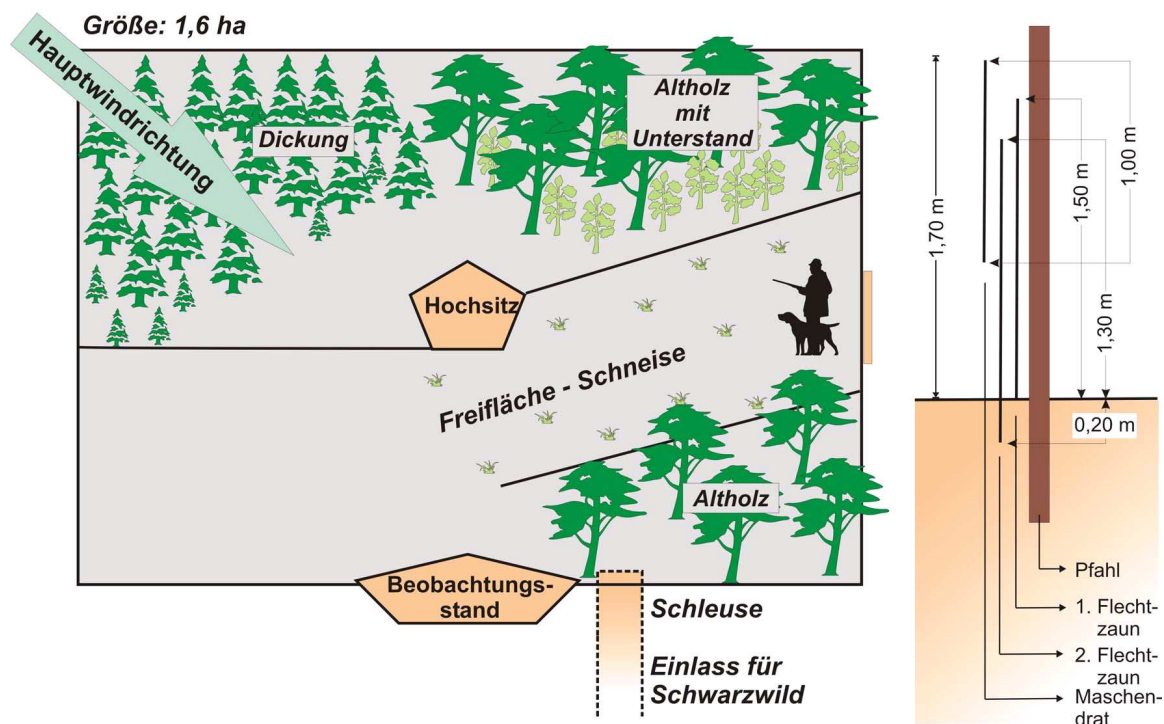 Größe: 1,6 ha
Hauptwindrichtung
Dickung
Altholz
mit
Unterstand
Hochsitz
Freifläche - Schneise
Altholz
Beobachtungs-
stand
Schleuse
Einlass für
Schwarzwild
1,70 m
1,00 m
1,50 m
1,30 m
0,20 m
Pfahl
1. Flecht-
zaun
2. Flecht-
zaun
Maschen-
drat